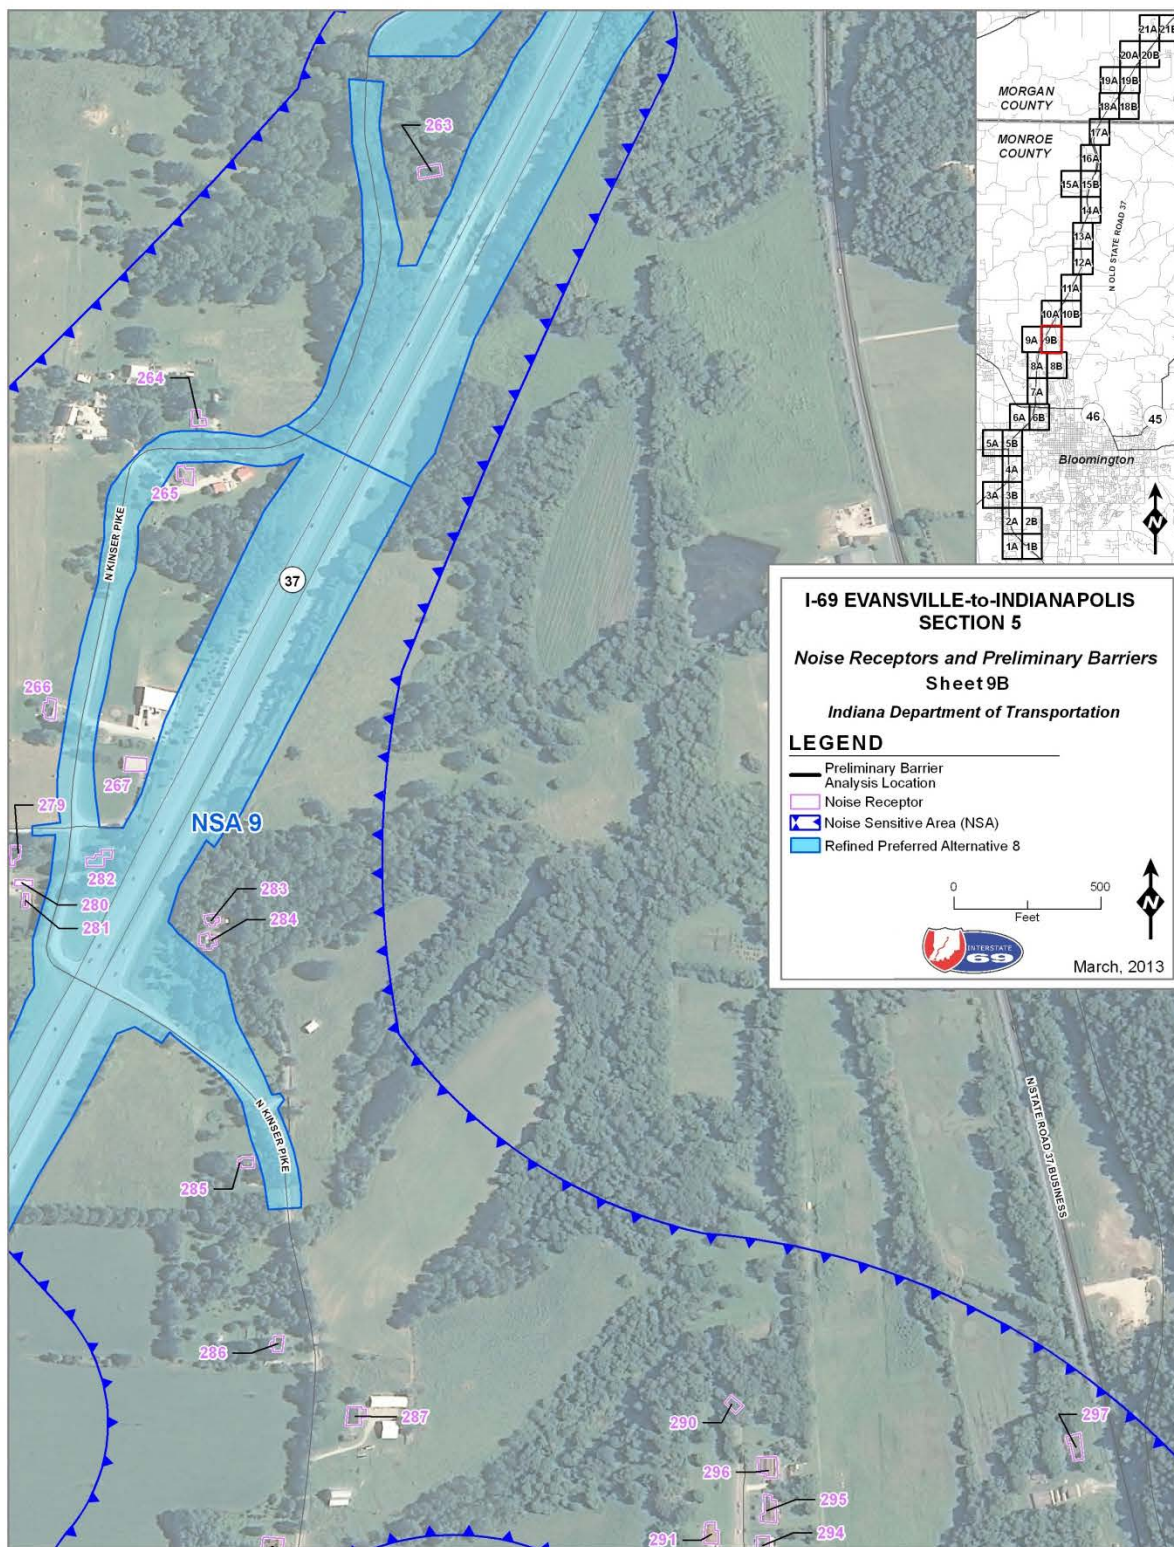 263
264
265
N KINSER PIKE
37
266
267
279
NSA 9
282
280
281
283
284
N KINSER PIKE
285
286
287
290
296
295
291
294
297
N STATE ROAD 37 BUSINESS
21A 21B
20A 20B
19A 19B
MORGAN
COUNTY
18A 18B
17A
MONROE
COUNTY
16A
15A 15B
14A
N OLD STATE ROAD 37
13A
12A
11A
10A 10B
9A 9B
8A 8B
7A
6A 6B
46
45
5A 5B
Bloomington
4A
3A 3B
2A 2B
1A 1B
N
I-69 EVANSVILLE-to-INDIANAPOLIS
SECTION 5
Noise Receptors and Preliminary Barriers
Sheet 9B
Indiana Department of Transportation
LEGEND
Preliminary Barrier
Analysis Location
Noise Receptor
Noise Sensitive Area (NSA)
Refined Preferred Alternative 8
0 500
Feet
N
INTERSTATE
69
March, 2013